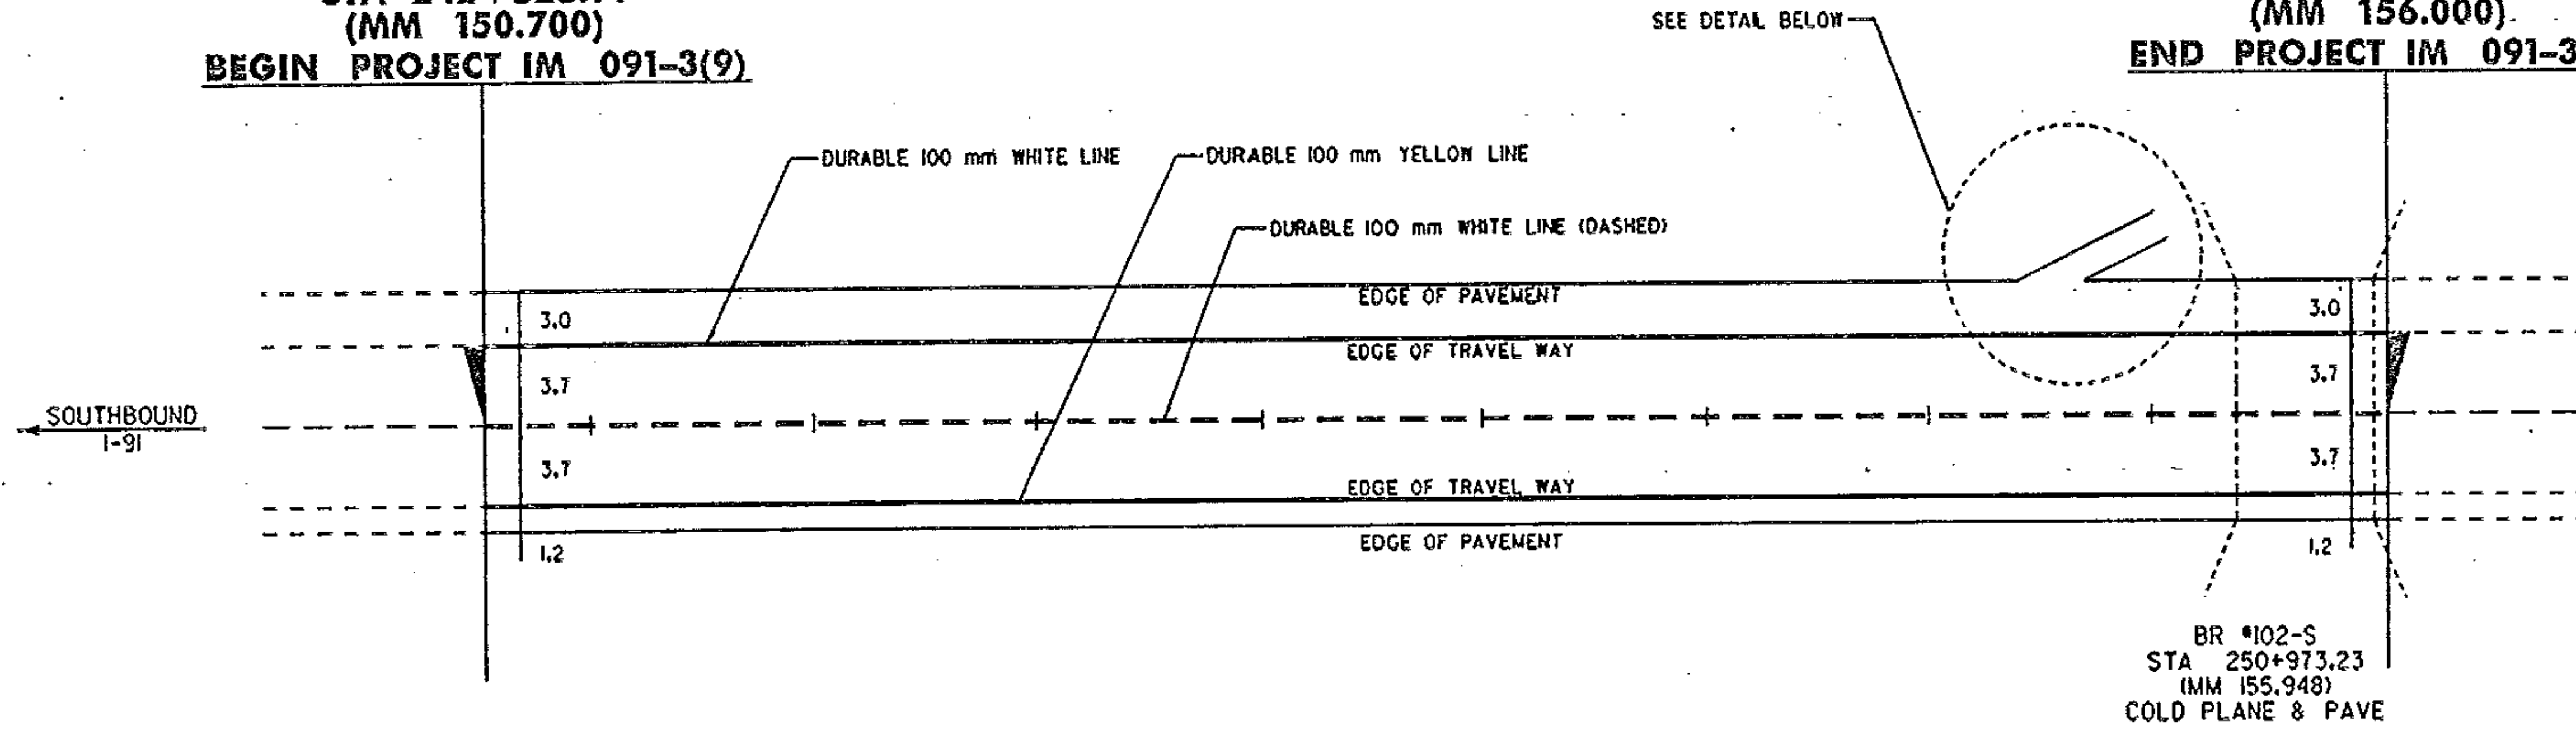 (MM 150.700)
BEGIN PROJECT IM 091-3(9)
SEE DETAIL BELOW
(MM 156.000)
END PROJECT IM 091-3
DURABLE 100 mm WHITE LINE
DURABLE 100 mm YELLOW LINE
DURABLE 100 mm WHITE LINE (DASHED)
EDGE OF PAVEMENT
3.0
3.0
EDGE OF TRAVEL WAY
3.7
3.7
SOUTHBOUND
I-91
3.7
3.7
EDGE OF TRAVEL WAY
EDGE OF PAVEMENT
1.2
1.2
BR #102-S
STA 250+973.23
(MM 155.948)
COLD PLANE & PAVE